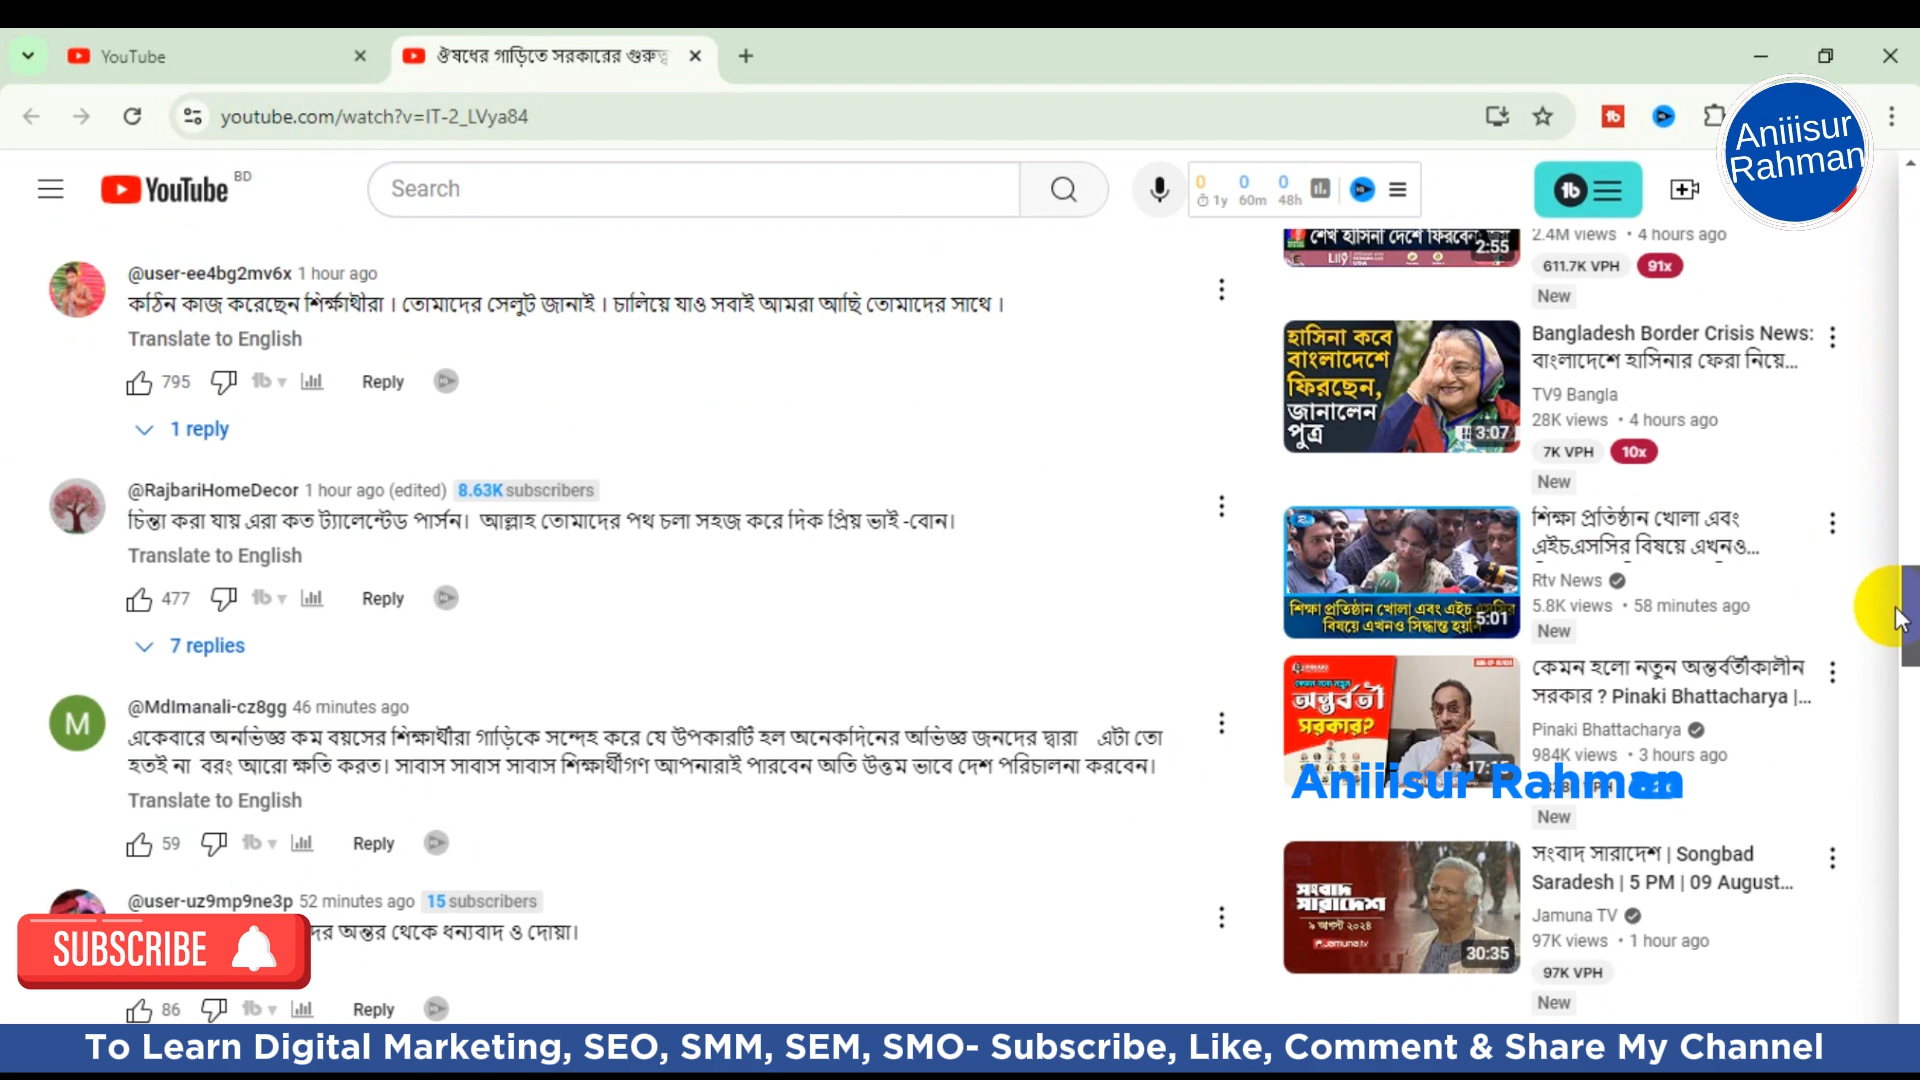 YouTube
ঔষধের গাড়িতে সরকারের গুরুত্ব
youtube.com/watch?v=IT-2_LVya84
Aniiisur
Rahman
YouTube BD
Search
0 0 0
1y 60m 48h
@user-ee4bg2mv6x 1 hour ago
কঠিন কাজ করেছেন শিক্ষার্থীরা । তোমাদের সেলুট জানাই । চালিয়ে যাও সবাই আমরা আছি তোমাদের সাথে ।
Translate to English
795 Reply
1 reply
@RajbariHomeDecor 1 hour ago (edited) 8.63K subscribers
চিন্তা করা যায় এরা কত ট্যালেন্টেড পার্সন। আল্লাহ তোমাদের পথ চলা সহজ করে দিক প্রিয় ভাই -বোন।
Translate to English
477 Reply
7 replies
@MdImanali-cz8gg 46 minutes ago
M
একেবারে অনভিজ্ঞ কম বয়সের শিক্ষার্থীরা গাড়িকে সন্দেহ করে যে উপকারটি হল অনেকদিনের অভিজ্ঞ জনদের দ্বারা এটা তো
হতই না বরং আরো ক্ষতি করত। সাবাস সাবাস সাবাস শিক্ষার্থীগণ আপনারাই পারবেন অতি উত্তম ভাবে দেশ পরিচালনা করবেন।
Translate to English
59 Reply
@user-uz9mp9ne3p 52 minutes ago 15 subscribers
দের অন্তর থেকে ধন্যবাদ ও দোয়া।
86 Reply
SUBSCRIBE
শেখ হাসিনা দেশে ফিরবেন
2:55
2.4M views • 4 hours ago
611.7K VPH 91x
New
হাসিনা কবে
বাংলাদেশে
ফিরছেন,
জানালেন
পুত্র
3:07
Bangladesh Border Crisis News:
বাংলাদেশে হাসিনার ফেরা নিয়ে...
TV9 Bangla
28K views • 4 hours ago
7K VPH 10x
New
শিক্ষা প্রতিষ্ঠান খোলা এবং এইচএসসির
বিষয়ে এখনও সিদ্ধান্ত হয়নি
5:01
শিক্ষা প্রতিষ্ঠান খোলা এবং
এইচএসসির বিষয়ে এখনও...
Rtv News
5.8K views • 58 minutes ago
New
অন্তর্বর্তী
সরকার?
কেমন হলো নতুন অন্তর্বর্তীকালীন
সরকার ? Pinaki Bhattacharya |...
Pinaki Bhattacharya
984K views • 3 hours ago
Aniiisur Rahman
New
সংবাদ
সারাদেশ
৯ আগস্ট ২০২৪
Jamuna tv
30:35
সংবাদ সারাদেশ | Songbad
Saradesh | 5 PM | 09 August...
Jamuna TV
97K views • 1 hour ago
97K VPH
New
To Learn Digital Marketing, SEO, SMM, SEM, SMO- Subscribe, Like, Comment & Share My Channel